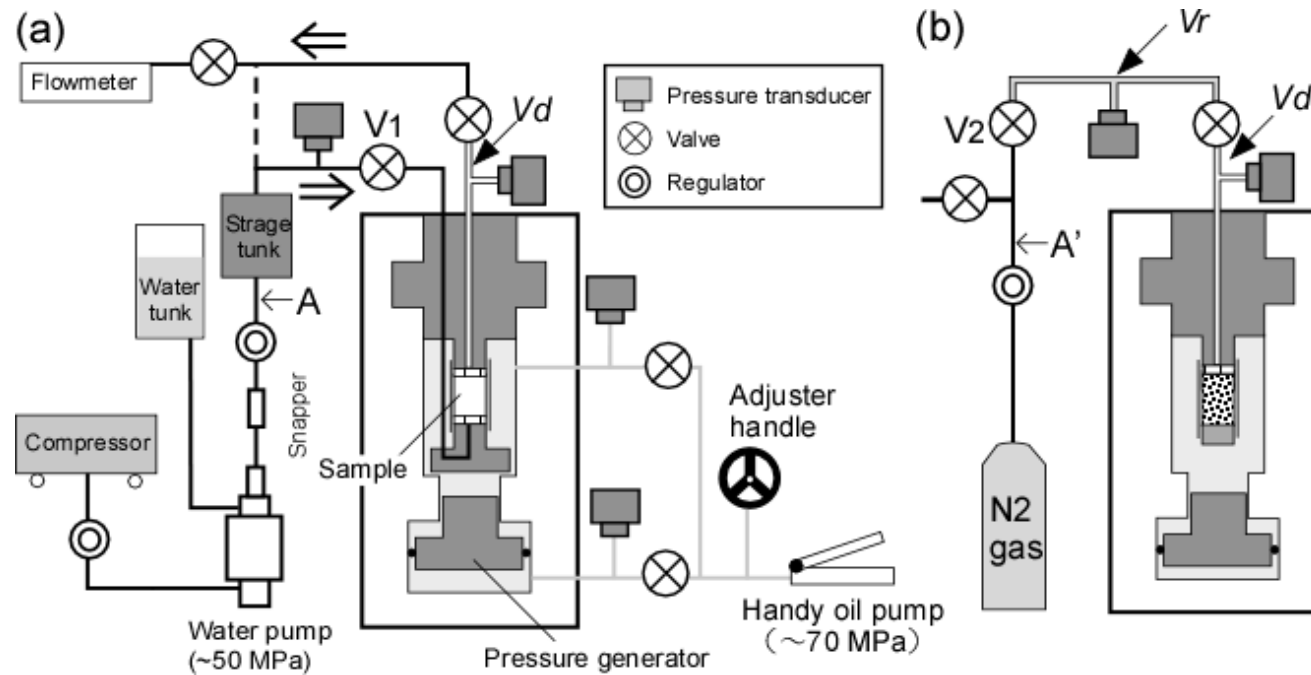 (a)
Flowmeter
V1
Vd
Pressure transducer
Valve
Regulator
Strage
tunk
Water
tunk
A
Snapper
Compressor
Sample
Adjuster
handle
Water pump
(~50 MPa)
Pressure generator
Handy oil pump
(～70 MPa)
(b)
Vr
V2
Vd
A’
N2
gas